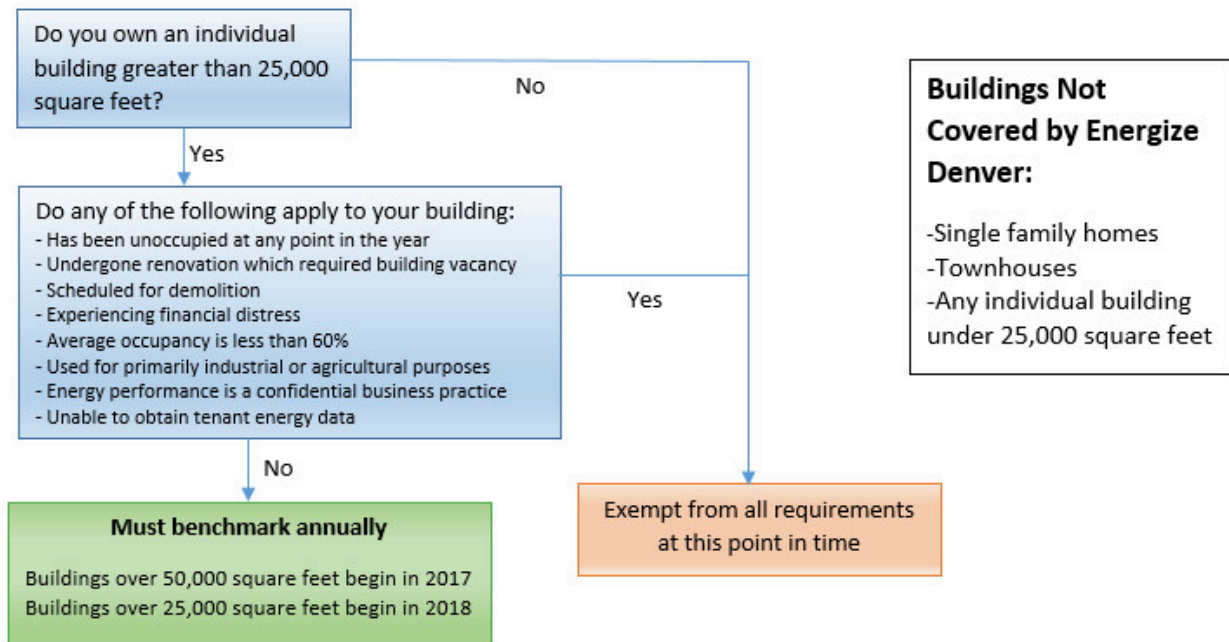 Do you own an individual
building greater than 25,000
square feet?
No
Yes
Do any of the following apply to your building:
- Has been unoccupied at any point in the year
- Undergone renovation which required building vacancy
- Scheduled for demolition
- Experiencing financial distress
- Average occupancy is less than 60%
- Used for primarily industrial or agricultural purposes
- Energy performance is a confidential business practice
- Unable to obtain tenant energy data
Yes
No
Must benchmark annually
Buildings over 50,000 square feet begin in 2017
Buildings over 25,000 square feet begin in 2018
Exempt from all requirements
at this point in time
Buildings Not
Covered by Energize
Denver:
-Single family homes
-Townhouses
-Any individual building
under 25,000 square feet